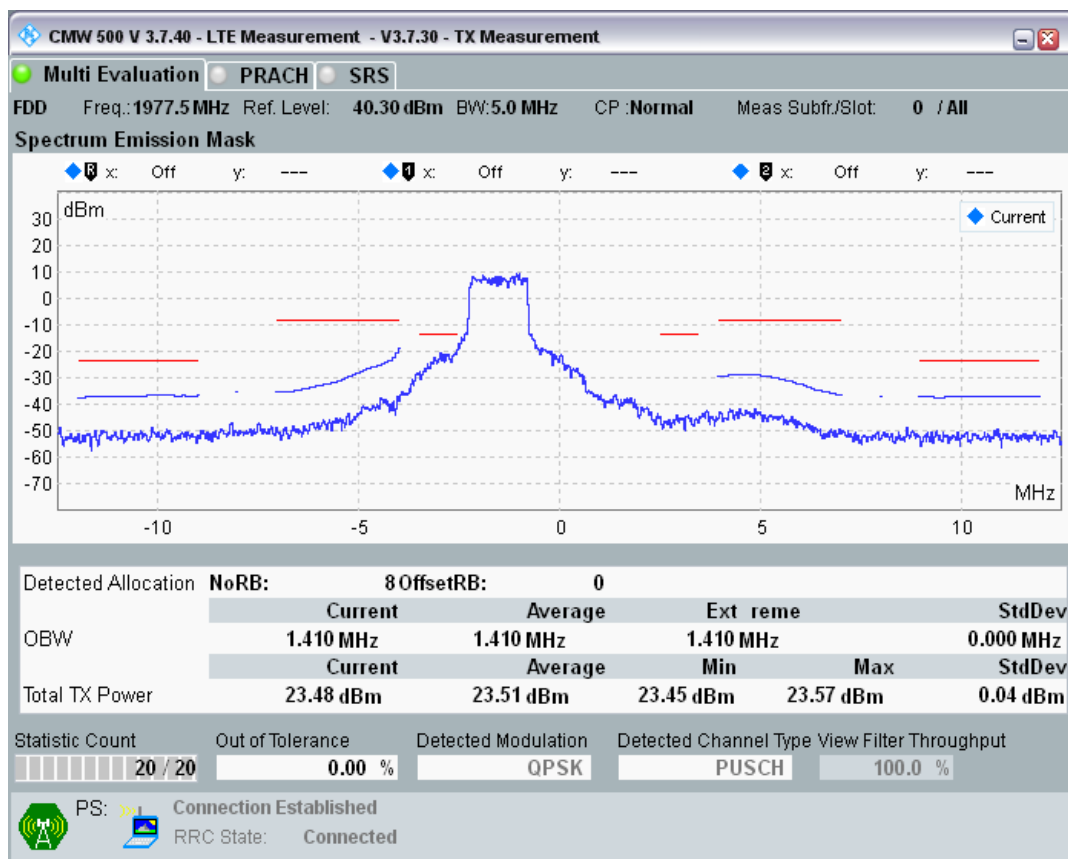 CMW 500 V 3.7.40 - LTE Measurement - V3.7.30 - TX Measurement
Multi Evaluation PRACH SRS
FDD Freq.: 1977.5 MHz Ref. Level: 40.30 dBm BW: 5.0 MHz CP : Normal Meas Subfr./Slot: 0 / All
Spectrum Emission Mask
R x: Off y: --- 1 x: Off y: --- 2 x: Off y: ---
dBm
Current
30
20
10
0
-10
-20
-30
-40
-50
-60
-70
MHz
-10 -5 0 5 10
Detected Allocation NoRB: 8 OffsetRB: 0
Current Average Ext reme StdDev
OBW 1.410 MHz 1.410 MHz 1.410 MHz 0.000 MHz
Current Average Min Max StdDev
Total TX Power 23.48 dBm 23.51 dBm 23.45 dBm 23.57 dBm 0.04 dBm
Statistic Count Out of Tolerance Detected Modulation Detected Channel Type View Filter Throughput
20 / 20 0.00 % QPSK PUSCH 100.0 %
PS: Connection Established
RRC State: Connected